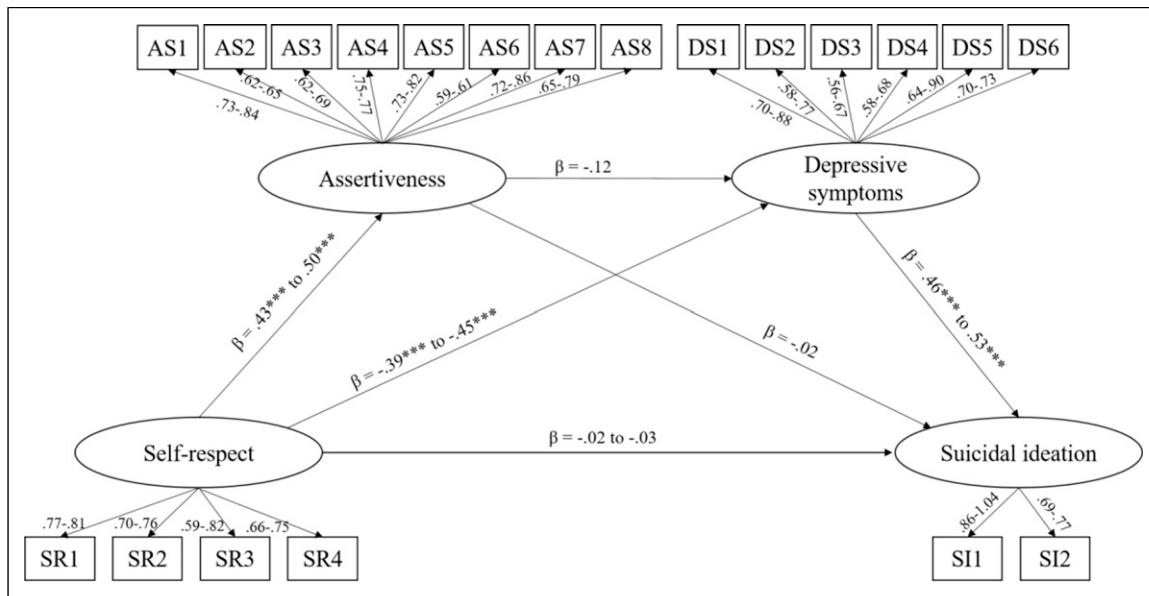 AS1 AS2 AS3 AS4 AS5 AS6 AS7 AS8 DS1 DS2 DS3 DS4 DS5 DS6
.73-.84 .62-.65 .62-.69 .75-.77 .73-.82 .59-.61 .72-.86 .65-.79 .70-.88 .58-.77 .56-.67 .58-.68 .64-.90 .70-.73
Assertiveness
β = -.12
Depressive
symptoms
β = .43*** to .50***
β = -.39*** to -.45***
β = -.02
β = .46*** to .53***
Self-respect
β = -.02 to -.03
Suicidal ideation
.77-.81 .70-.76 .59-.82 .66-.75 .86-1.04 .69-.77
SR1 SR2 SR3 SR4 SI1 SI2